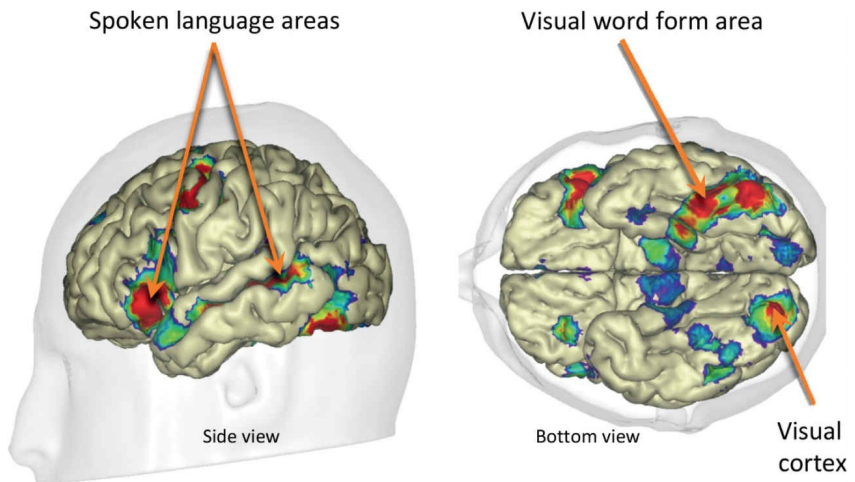 Spoken language areas
Visual word form area
Side view
Bottom view
Visual
cortex